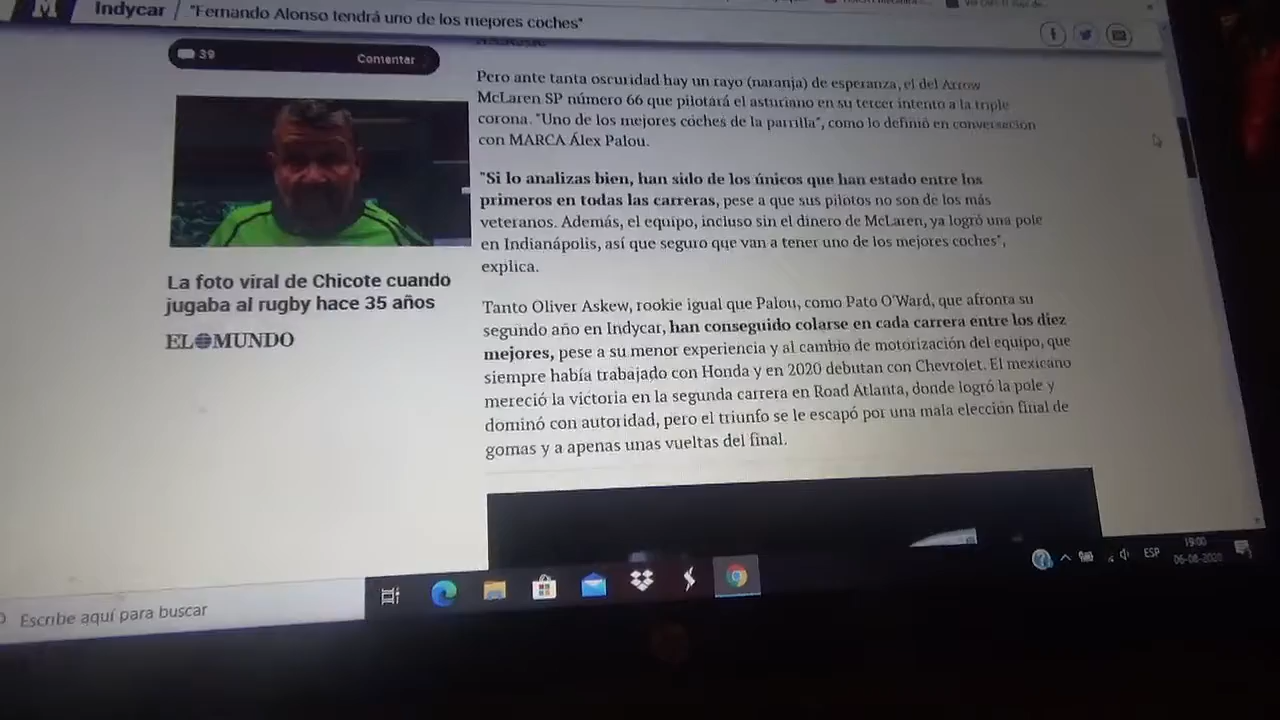 Indycar / "Fernando Alonso tendrá uno de los mejores coches"
39 Comentar
La foto viral de Chicote cuando
jugaba al rugby hace 35 años
EL MUNDO
Pero ante tanta oscuridad hay un rayo (naranja) de esperanza, el del Arrow
McLaren SP número 66 que pilotará el asturiano en su tercer intento a la triple
corona. "Uno de los mejores coches de la parrilla", como lo definió en conversación
con MARCA Álex Palou.
"Si lo analizas bien, han sido de los únicos que han estado entre los
primeros en todas las carreras, pese a que sus pilotos no son de los más
veteranos. Además, el equipo, incluso sin el dinero de McLaren, ya logró una pole
en Indianápolis, así que seguro que van a tener uno de los mejores coches",
explica.
Tanto Oliver Askew, rookie igual que Palou, como Pato O'Ward, que afronta su
segundo año en Indycar, han conseguido colarse en cada carrera entre los diez
mejores, pese a su menor experiencia y al cambio de motorización del equipo, que
siempre había trabajado con Honda y en 2020 debutan con Chevrolet. El mexicano
mereció la victoria en la segunda carrera en Road Atlanta, donde logró la pole y
dominó con autoridad, pero el triunfo se le escapó por una mala elección final de
gomas y a apenas unas vueltas del final.
Escribe aquí para buscar
ESP
19:00
06-08-2020